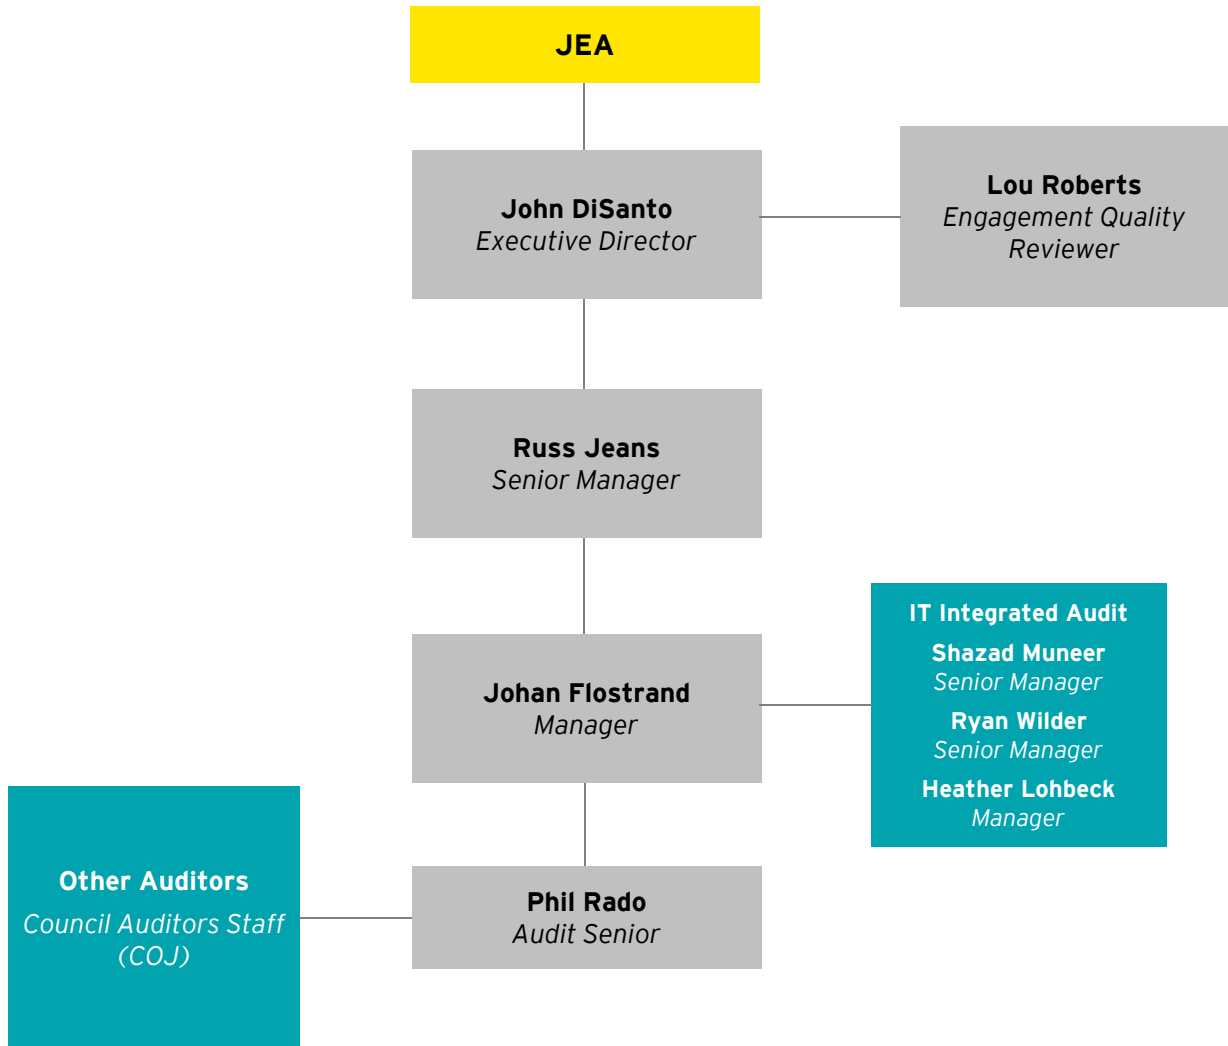 JEA
John DiSanto
Executive Director
Lou Roberts
Engagement Quality
Reviewer
Russ Jeans
Senior Manager
Johan Flostrand
Manager
IT Integrated Audit
Shazad Muneer
Senior Manager
Ryan Wilder
Senior Manager
Heather Lohbeck
Manager
Other Auditors
Council Auditors Staff
(COJ)
Phil Rado
Audit Senior